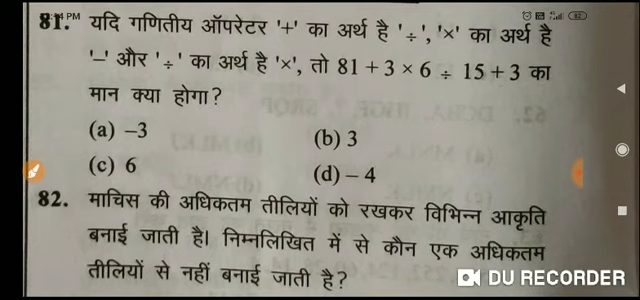 81. यदि गणितीय ऑपरेटर '+' का अर्थ है '÷', '×' का अर्थ है
'–' और '÷' का अर्थ है '×', तो 81 + 3 × 6 ÷ 15 + 3 का
मान क्या होगा?
(a) –3 (b) 3
(c) 6 (d) – 4
82. माचिस की अधिकतम तीलियों को रखकर विभिन्न आकृति
बनाई जाती है। निम्नलिखित में से कौन एक अधिकतम
तीलियों से नहीं बनाई जाती है?
DU RECORDER